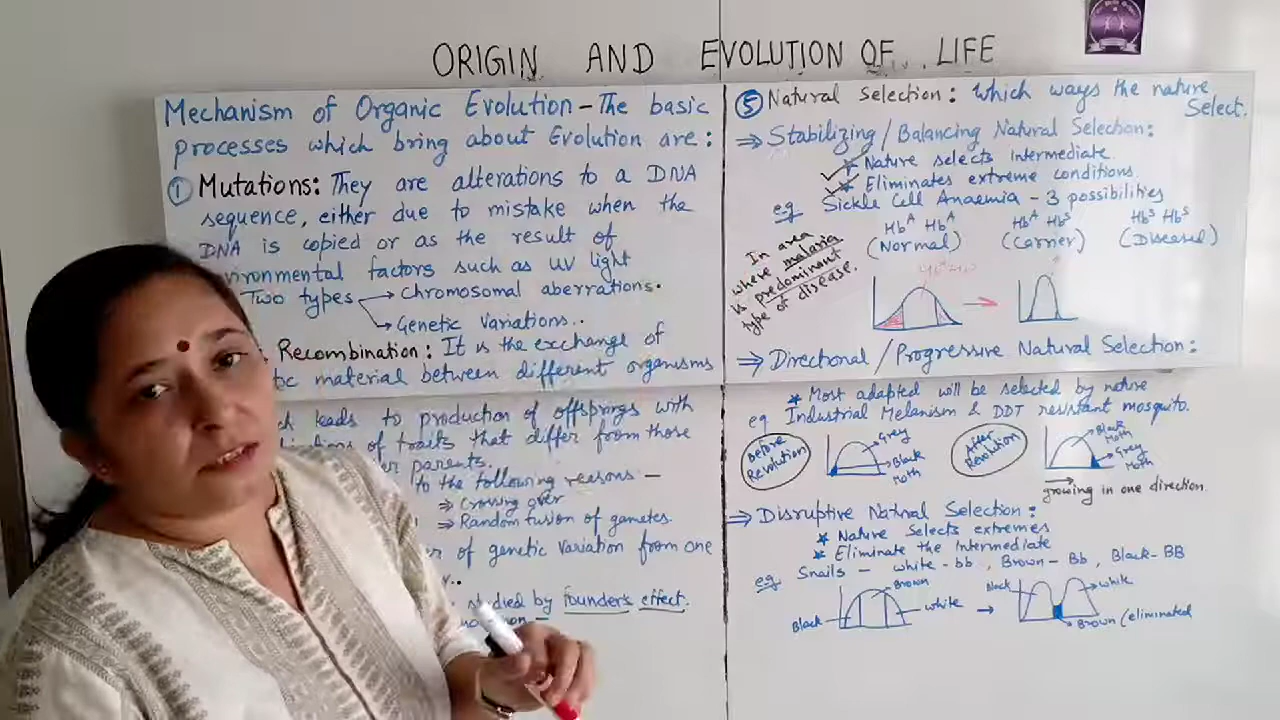 ORIGIN AND EVOLUTION OF LIFE
Mechanism of Organic Evolution - The basic
processes which bring about Evolution are:
① Mutations: They are alterations to a DNA
sequence, either due to mistake when the
DNA is copied or as the result of
environmental factors such as UV light
Two types → Chromosomal aberrations.
→ Genetic Variations..
Recombination: It is the exchange of
material between different organisms
leads to production of offsprings with
of traits that differ from those
parents.
to the following reasons -
⇒ Crossing over
⇒ Random fusion of gametes.
of genetic variation from one
studied by founder's effect.
⑤ Natural Selection: Which ways the nature
Select.
⇒ Stabilizing / Balancing Natural Selection:
★ Nature selects intermediate.
★ Eliminates extreme conditions.
eg Sickle Cell Anaemia - 3 possibilities
Hb^A Hb^A Hb^A Hb^S Hb^S Hb^S
(Normal) (Carrier) (Diseased)
In area
where malaria
is predominant
type of disease.
⇒ Directional / Progressive Natural Selection:
★ Most adapted will be selected by nature
eg Industrial Melanism & DDT resistant mosquito.
Before
Revolution
Grey
Black
Moth
After
Revolution
Black
Moth
Grey
Moth
growing in one direction.
⇒ Disruptive Natural Selection:
★ Nature Selects extremes
★ Eliminate the Intermediate
eg Snails - white - bb, Brown - Bb, Black - BB
Black
Brown
white
→
Black
white
Brown (eliminated